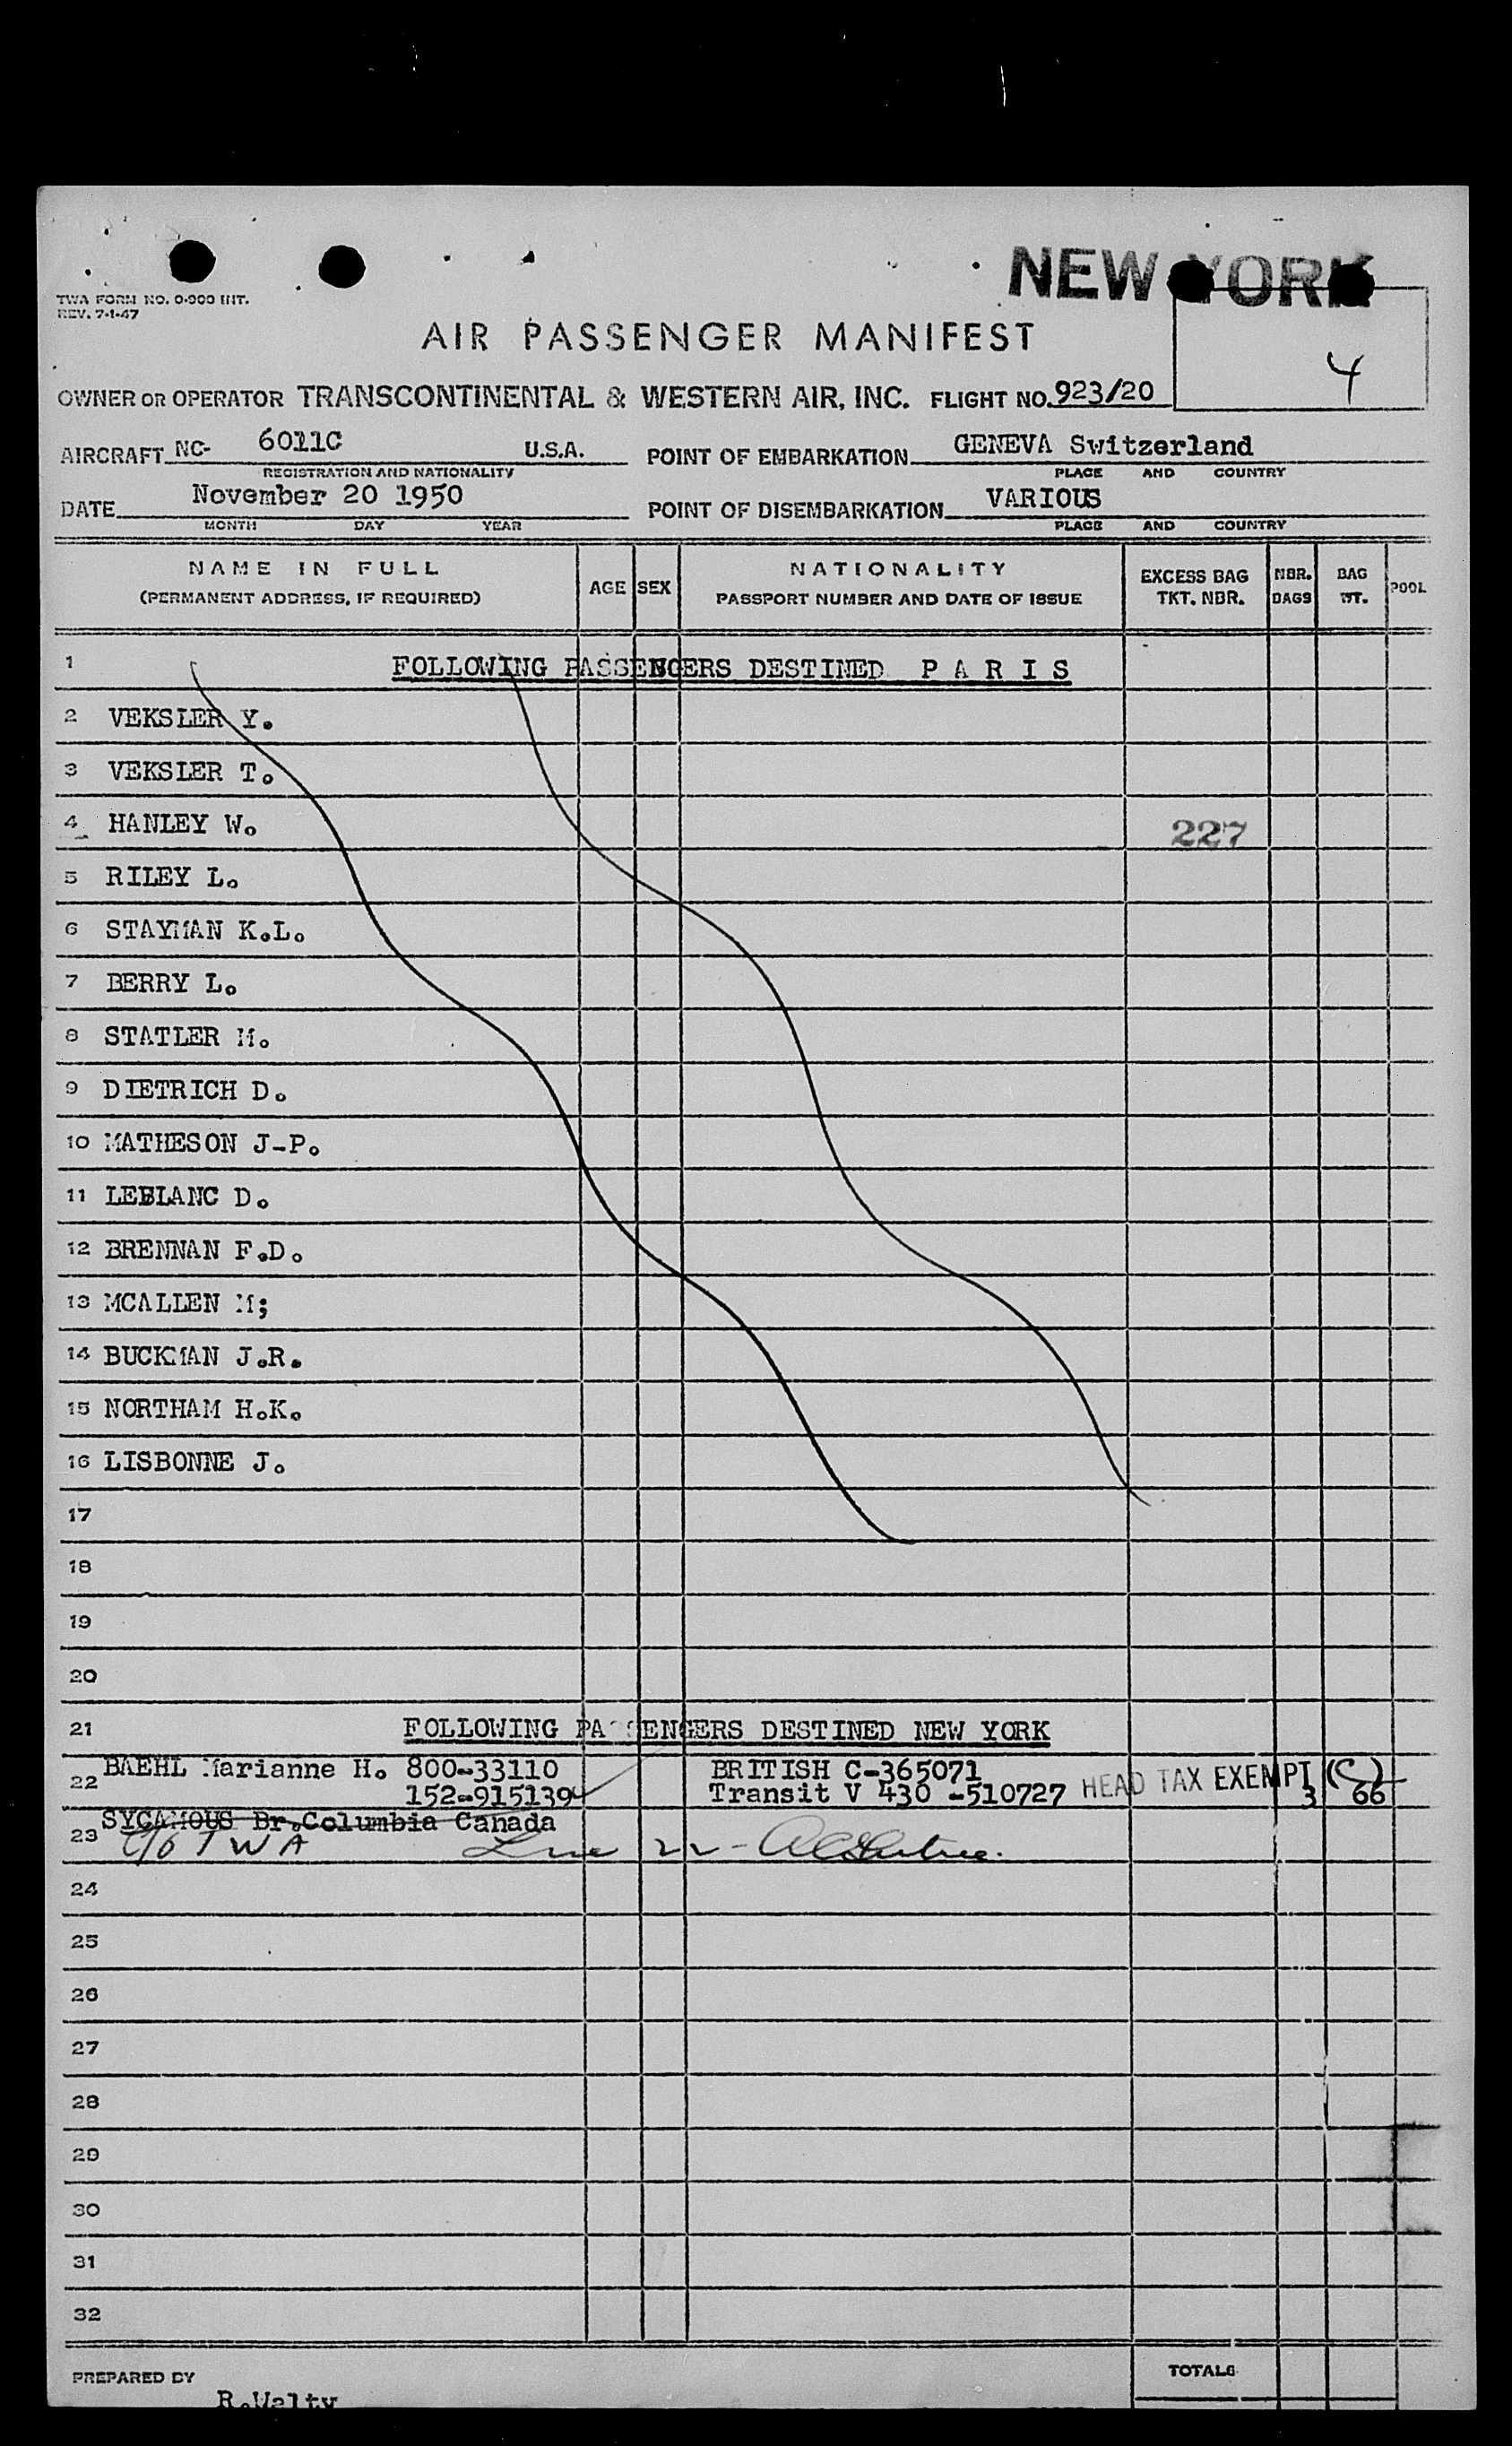 NEW YORK
TWA FORM NO. 0-900 INT.
REV. 7-1-47
AIR PASSENGER MANIFEST
4
OWNER OR OPERATOR TRANSCONTINENTAL & WESTERN AIR, INC. FLIGHT NO. 923/20
AIRCRAFT NC- 6011C U.S.A. POINT OF EMBARKATION GENEVA Switzerland
REGISTRATION AND NATIONALITY PLACE AND COUNTRY
DATE November 20 1950 POINT OF DISEMBARKATION VARIOUS
MONTH DAY YEAR PLACE AND COUNTRY
NAME IN FULL AGE SEX NATIONALITY EXCESS BAG NBR. BAG POOL
(PERMANENT ADDRESS, IF REQUIRED) PASSPORT NUMBER AND DATE OF ISSUE TKT. NBR. BAGS WT.
1 FOLLOWING PASSENGERS DESTINED P A R I S
2 VEKSLER Y.
3 VEKSLER T.
4 HANLEY W. 227
5 RILEY L.
6 STAYMAN K.L.
7 BERRY L.
8 STATLER M.
9 DIETRICH D.
10 MATHESON J-P.
11 LEBLANC D.
12 BRENNAN F.D.
13 MCALLEN M;
14 BUCKMAN J.R.
15 NORTHAM H.K.
16 LISBONNE J.
17
18
19
20
21 FOLLOWING PASSENGERS DESTINED NEW YORK
22 BAEHL Marianne H. 800-33110 BRITISH C-365071
152-915139 Transit V 430 -510727 HEAD TAX EXEMPT (C) 3 66
23 SYCAMOUS Br.Columbia Canada
c/o TWA Line 22 -
24
25
26
27
28
29
30
31
32
PREPARED BY TOTALS
R.Walty